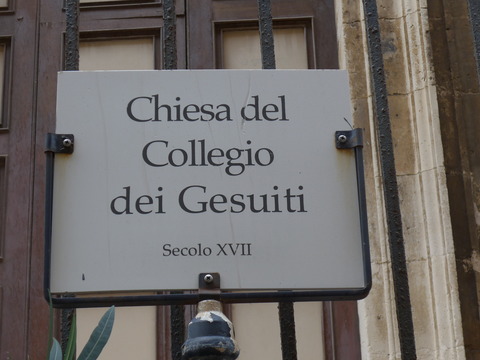 Chiesa del
Collegio
dei Gesuiti
Secolo XVII